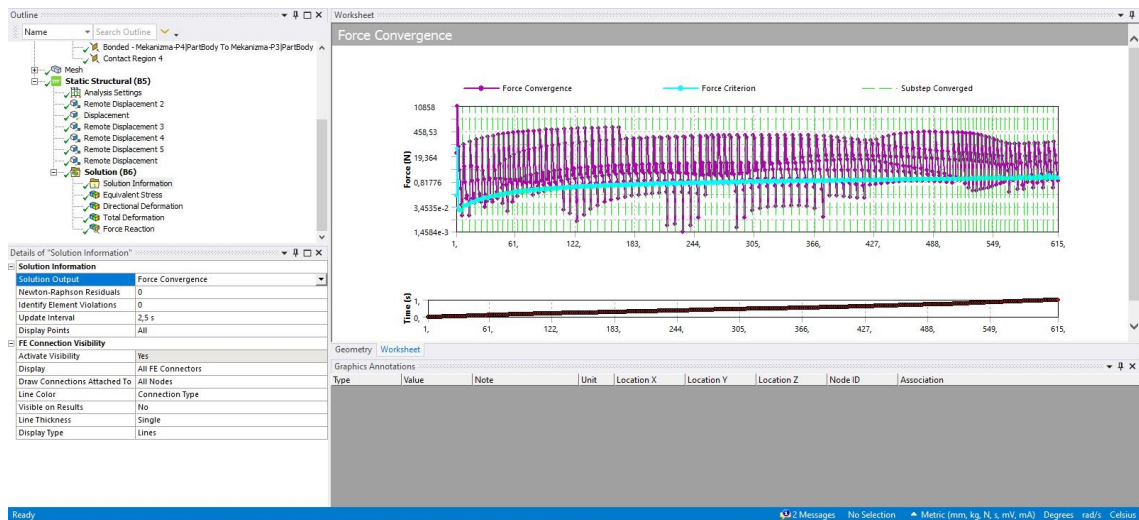 Outline
Name
Search Outline
Bonded - Mekanizma-P4|PartBody To Mekanizma-P3|PartBody
Contact Region 4
Mesh
Static Structural (B5)
Analysis Settings
Remote Displacement 2
Displacement
Remote Displacement 3
Remote Displacement 4
Remote Displacement 5
Remote Displacement
Solution (B6)
Solution Information
Equivalent Stress
Directional Deformation
Total Deformation
Force Reaction
Details of "Solution Information"
Solution Information
Solution Output Force Convergence
Newton-Raphson Residuals 0
Identify Element Violations 0
Update Interval 2,5 s
Display Points All
FE Connection Visibility
Activate Visibility Yes
Display All FE Connectors
Draw Connections Attached To All Nodes
Line Color Connection Type
Visible on Results No
Line Thickness Single
Display Type Lines
Worksheet
Force Convergence
Force Convergence Force Criterion Substep Converged
Force (N)
10858
458,53
19,364
0,81776
3,4535e-2
1,4584e-3
1, 61, 122, 183, 244, 305, 366, 427, 488, 549, 615,
Time (s)
1,
0,
1, 61, 122, 183, 244, 305, 366, 427, 488, 549, 615,
Geometry Worksheet
Graphics Annotations
Type Value Note Unit Location X Location Y Location Z Node ID Association
Ready 2 Messages No Selection Metric (mm, kg, N, s, mV, mA) Degrees rad/s Celsius